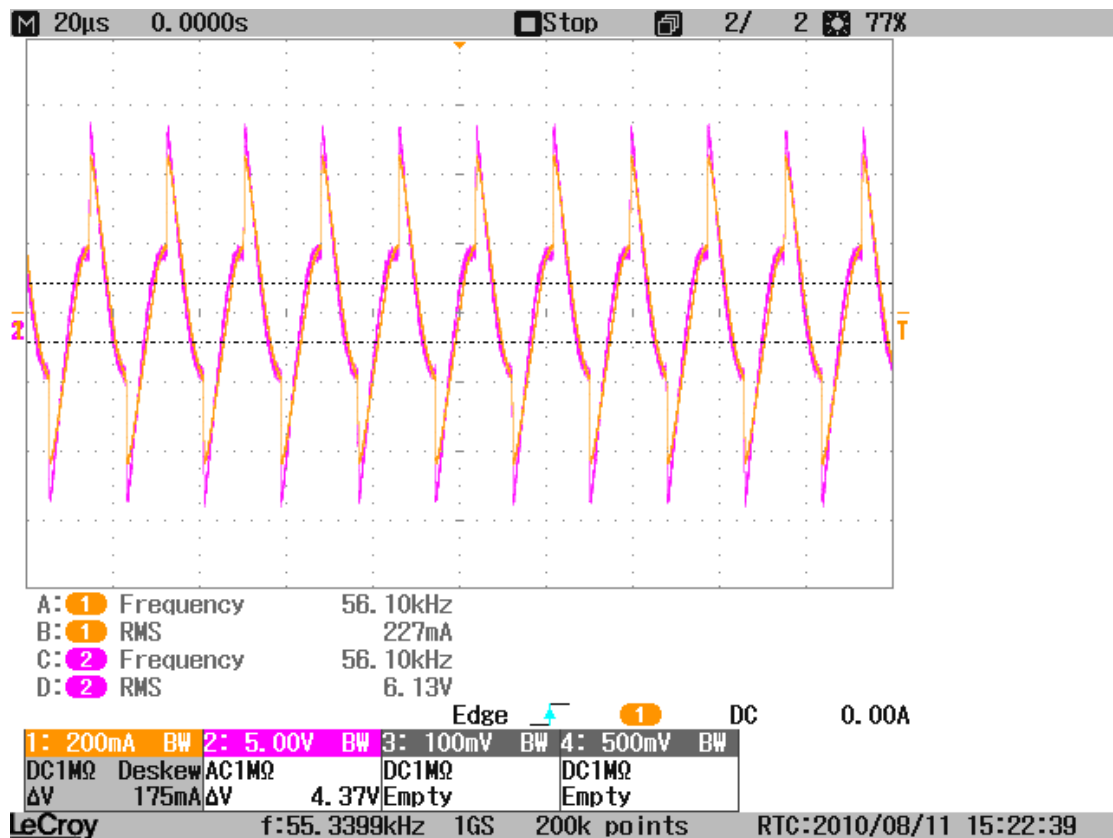 M 20µs 0.0000s Stop 2/ 2 77%
2 T
A: 1 Frequency 56.10kHz
B: 1 RMS 227mA
C: 2 Frequency 56.10kHz
D: 2 RMS 6.13V
Edge 1 DC 0.00A
1: 200mA BW 2: 5.00V BW 3: 100mV BW 4: 500mV BW
DC1MΩ Deskew AC1MΩ DC1MΩ DC1MΩ
ΔV 175mA ΔV 4.37V Empty Empty
LeCroy f:55.3399kHz 1GS 200k points RTC:2010/08/11 15:22:39